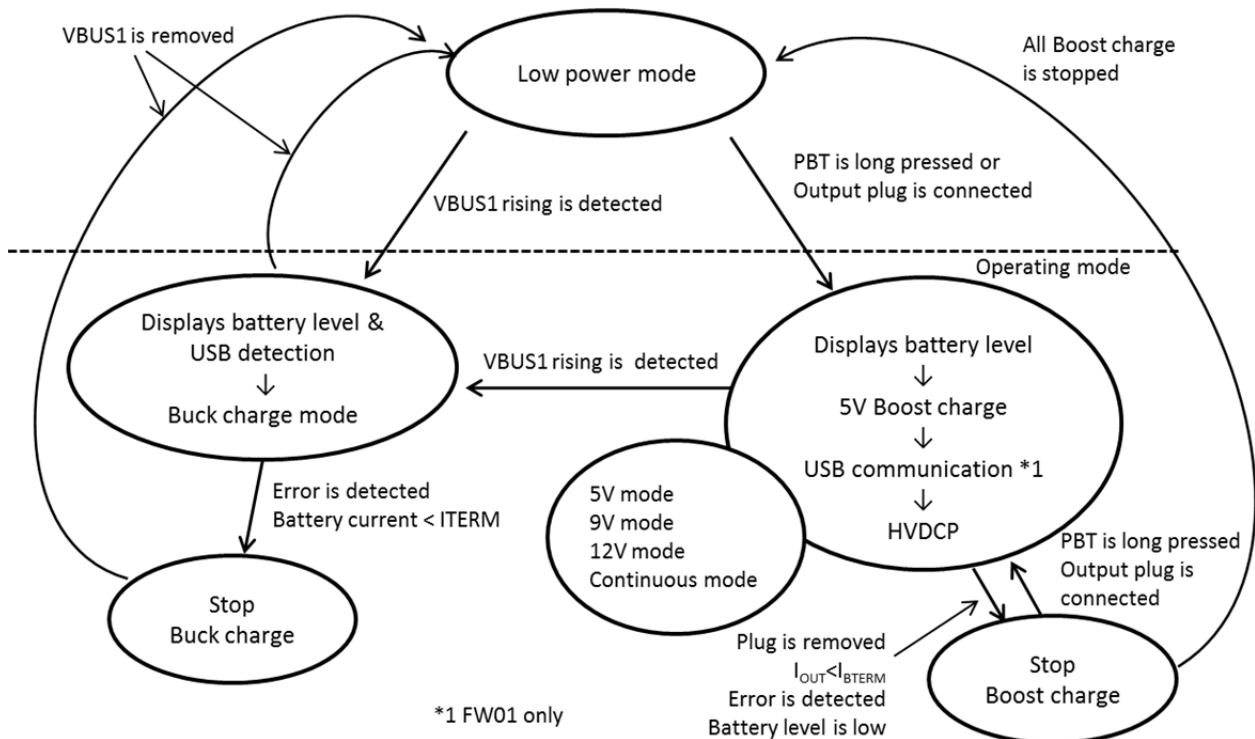 VBUS1 is removed
Low power mode
All Boost charge
is stopped
PBT is long pressed or
Output plug is connected
VBUS1 rising is detected
Operating mode
Displays battery level &
USB detection
↓
Buck charge mode
VBUS1 rising is detected
Displays battery level
↓
5V Boost charge
↓
USB communication *1
↓
HVDCP
5V mode
9V mode
12V mode
Continuous mode
Error is detected
Battery current < ITERM
PBT is long pressed
Output plug is
connected
Stop
Buck charge
Plug is removed
IOUT<IBTERM
Error is detected
Battery level is low
Stop
Boost charge
*1 FW01 only